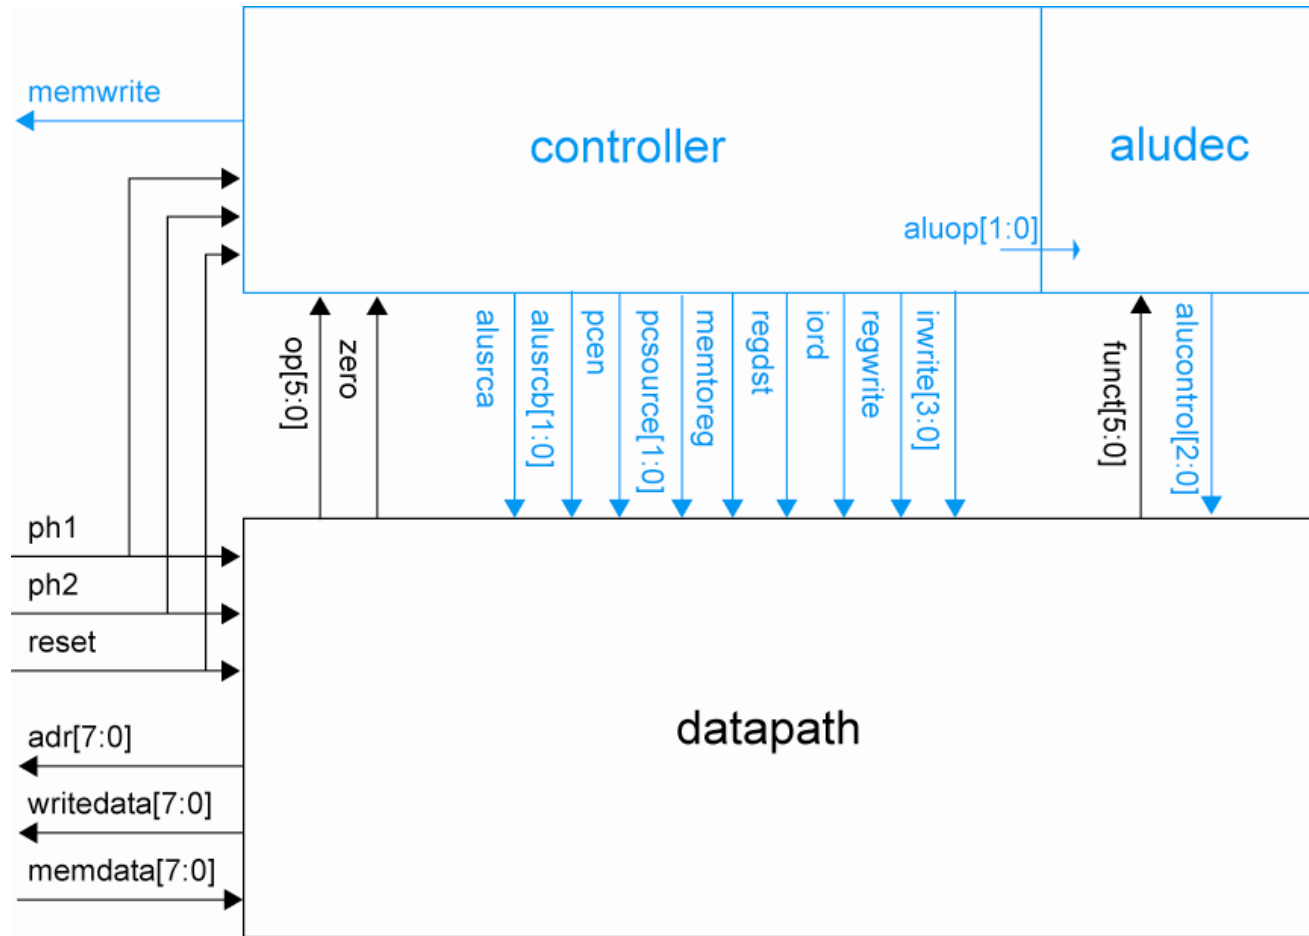 memwrite
controller
aludec
aluop[1:0]
op[5:0]
zero
alusrca
alusrcb[1:0]
pcen
pcsource[1:0]
memtoreg
regdst
iord
regwrite
irwrite[3:0]
funct[5:0]
alucontrol[2:0]
ph1
ph2
reset
adr[7:0]
writedata[7:0]
memdata[7:0]
datapath